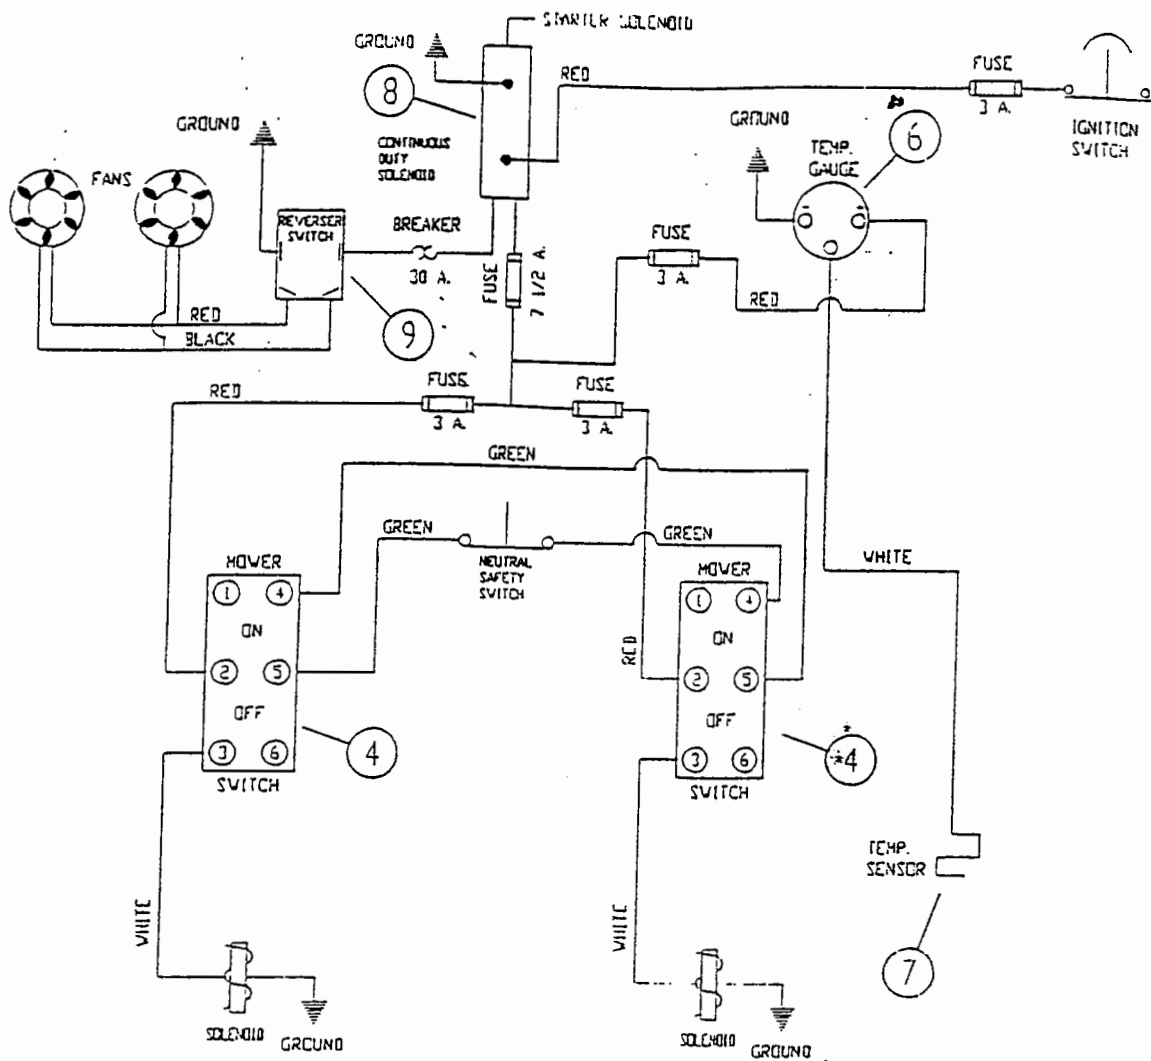 STARTER SOLENOID
GROUND
8
RED
FUSE
3 A.
IGNITION
SWITCH
CONTINUOUS
DUTY
SOLENOID
GROUND
6
TEMP.
GAUGE
GROUND
FANS
REVERSER
SWITCH
BREAKER
30 A.
FUSE
7 1/2 A.
FUSE
3 A.
RED
9
RED
BLACK
RED
FUSE
3 A.
FUSE
3 A.
GREEN
GREEN
NEUTRAL
SAFETY
SWITCH
GREEN
WHITE
MOWER
1 4
ON
2 5
OFF
3 6
SWITCH
4
RED
MOWER
1 4
ON
2 5
OFF
3 6
SWITCH
*4
TEMP.
SENSOR
7
WHITE
SOLENOID
GROUND
WHITE
SOLENOID
GROUND